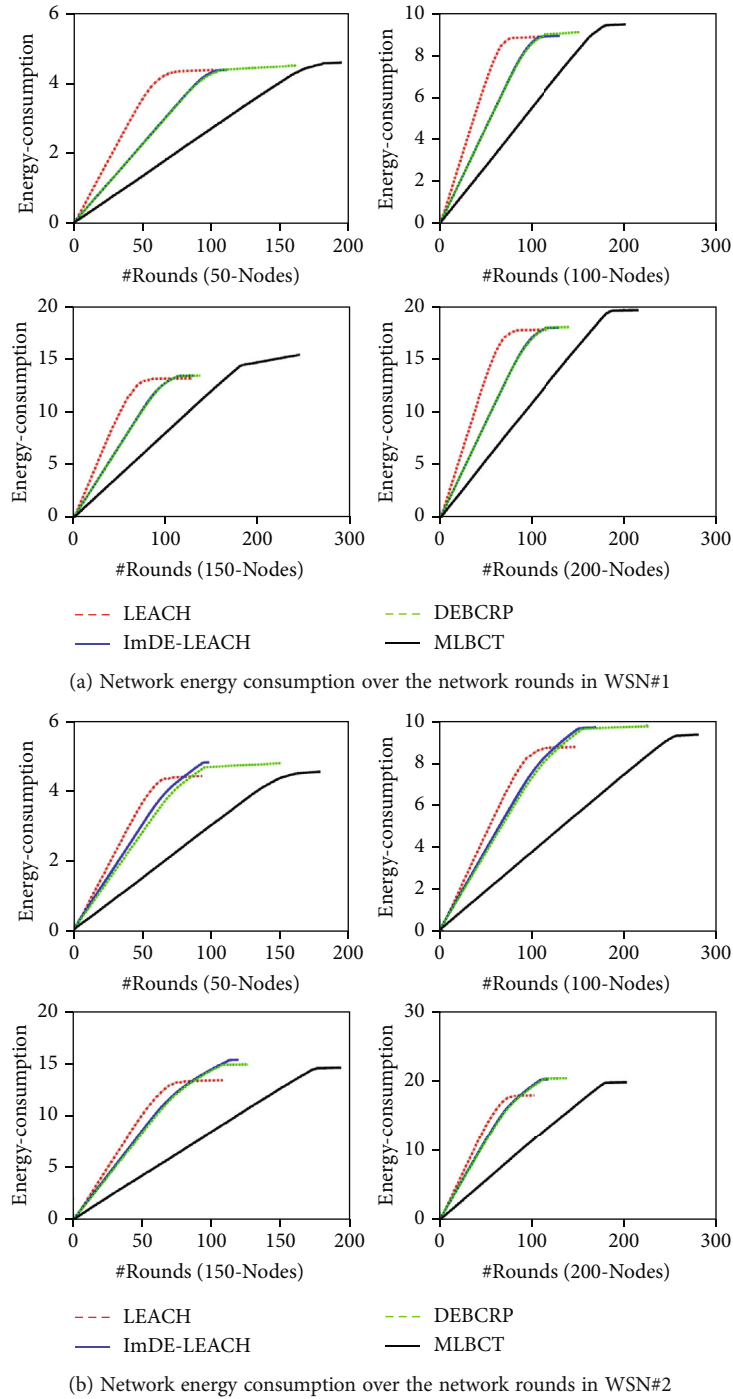 6
4
2
0
Energy-consumption
0 50 100 150 200
#Rounds (50-Nodes)
10
8
6
4
2
0
Energy-consumption
0 100 200 300
#Rounds (100-Nodes)
20
15
10
5
0
Energy-consumption
0 100 200 300
#Rounds (150-Nodes)
20
15
10
5
0
Energy-consumption
0 100 200 300
#Rounds (200-Nodes)
LEACH
ImDE-LEACH
DEBCRP
MLBCT
(a) Network energy consumption over the network rounds in WSN#1
6
4
2
0
Energy-consumption
0 50 100 150 200
#Rounds (50-Nodes)
10
8
6
4
2
0
Energy-consumption
0 100 200 300
#Rounds (100-Nodes)
20
15
10
5
0
Energy-consumption
0 50 100 150 200
#Rounds (150-Nodes)
30
20
10
0
Energy-consumption
0 100 200 300
#Rounds (200-Nodes)
LEACH
ImDE-LEACH
DEBCRP
MLBCT
(b) Network energy consumption over the network rounds in WSN#2